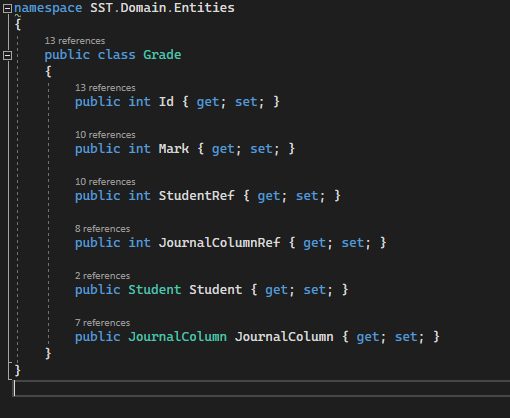 namespace SST.Domain.Entities
{
13 references
public class Grade
{
13 references
public int Id { get; set; }
10 references
public int Mark { get; set; }
10 references
public int StudentRef { get; set; }
8 references
public int JournalColumnRef { get; set; }
2 references
public Student Student { get; set; }
7 references
public JournalColumn JournalColumn { get; set; }
}
}